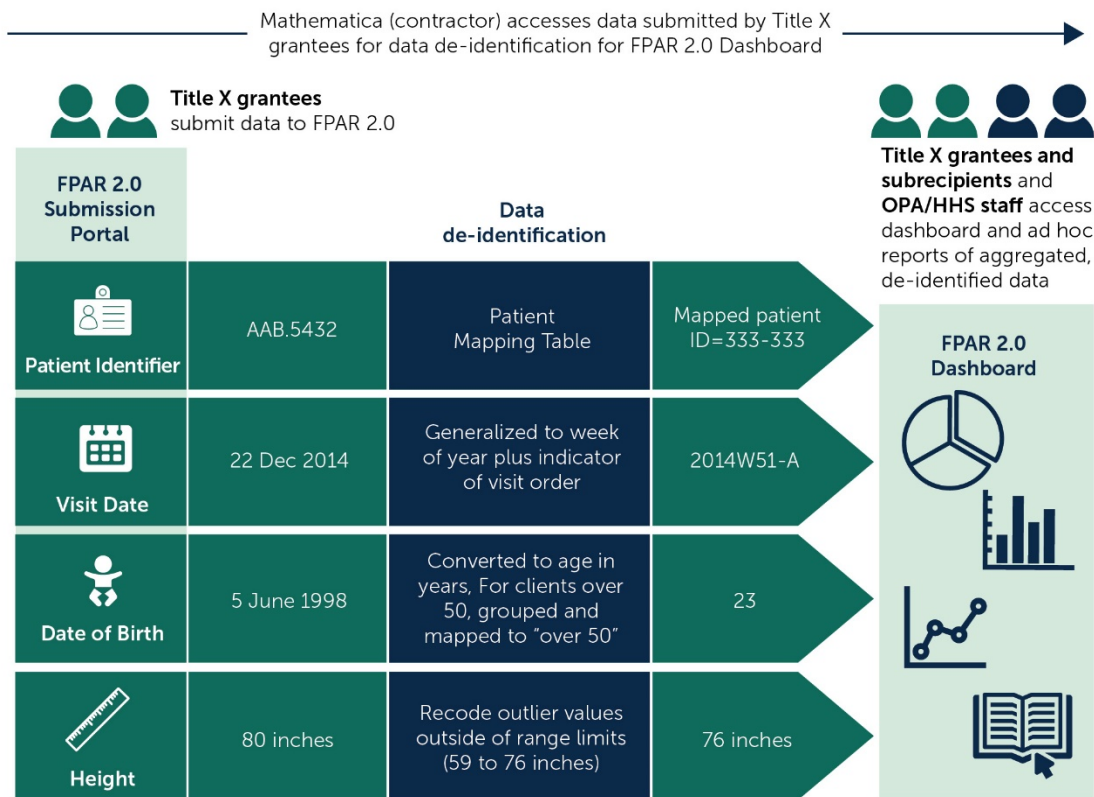 Mathematica (contractor) accesses data submitted by Title X
grantees for data de-identification for FPAR 2.0 Dashboard
Title X grantees
submit data to FPAR 2.0
Title X grantees and
subrecipients and
OPA/HHS staff access
dashboard and ad hoc
reports of aggregated,
de-identified data
FPAR 2.0
Submission
Portal
Data
de-identification
Patient Identifier
AAB.5432
Patient
Mapping Table
Mapped patient
ID=333-333
Visit Date
22 Dec 2014
Generalized to week
of year plus indicator
of visit order
2014W51-A
Date of Birth
5 June 1998
Converted to age in
years, For clients over
50, grouped and
mapped to “over 50”
23
Height
80 inches
Recode outlier values
outside of range limits
(59 to 76 inches)
76 inches
FPAR 2.0
Dashboard